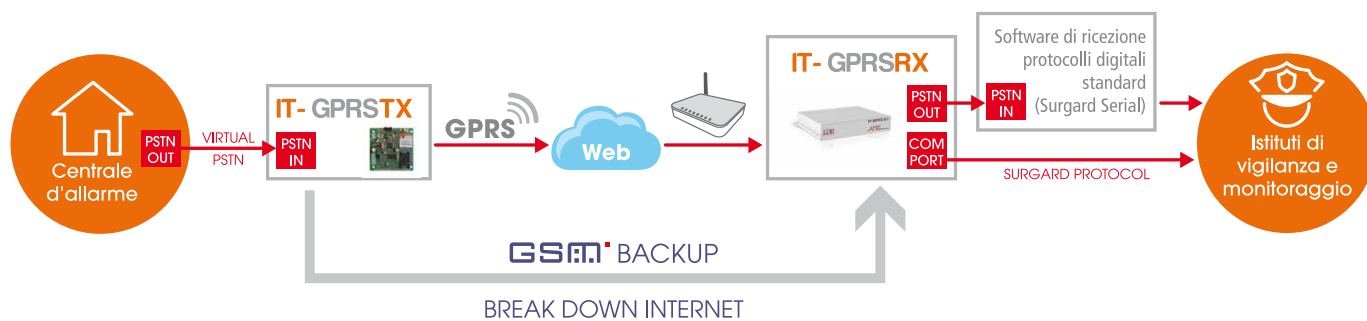 Centrale
d'allarme
PSTN
OUT
VIRTUAL
PSTN
IT- GPRSTX
PSTN
IN
GPRS
Web
IT- GPRSRX
PSTN
OUT
COM
PORT
Software di ricezione
protocolli digitali
standard
(Surgard Serial)
PSTN
IN
SURGARD PROTOCOL
Istituti di
vigilanza e
monitoraggio
GSM BACKUP
BREAK DOWN INTERNET